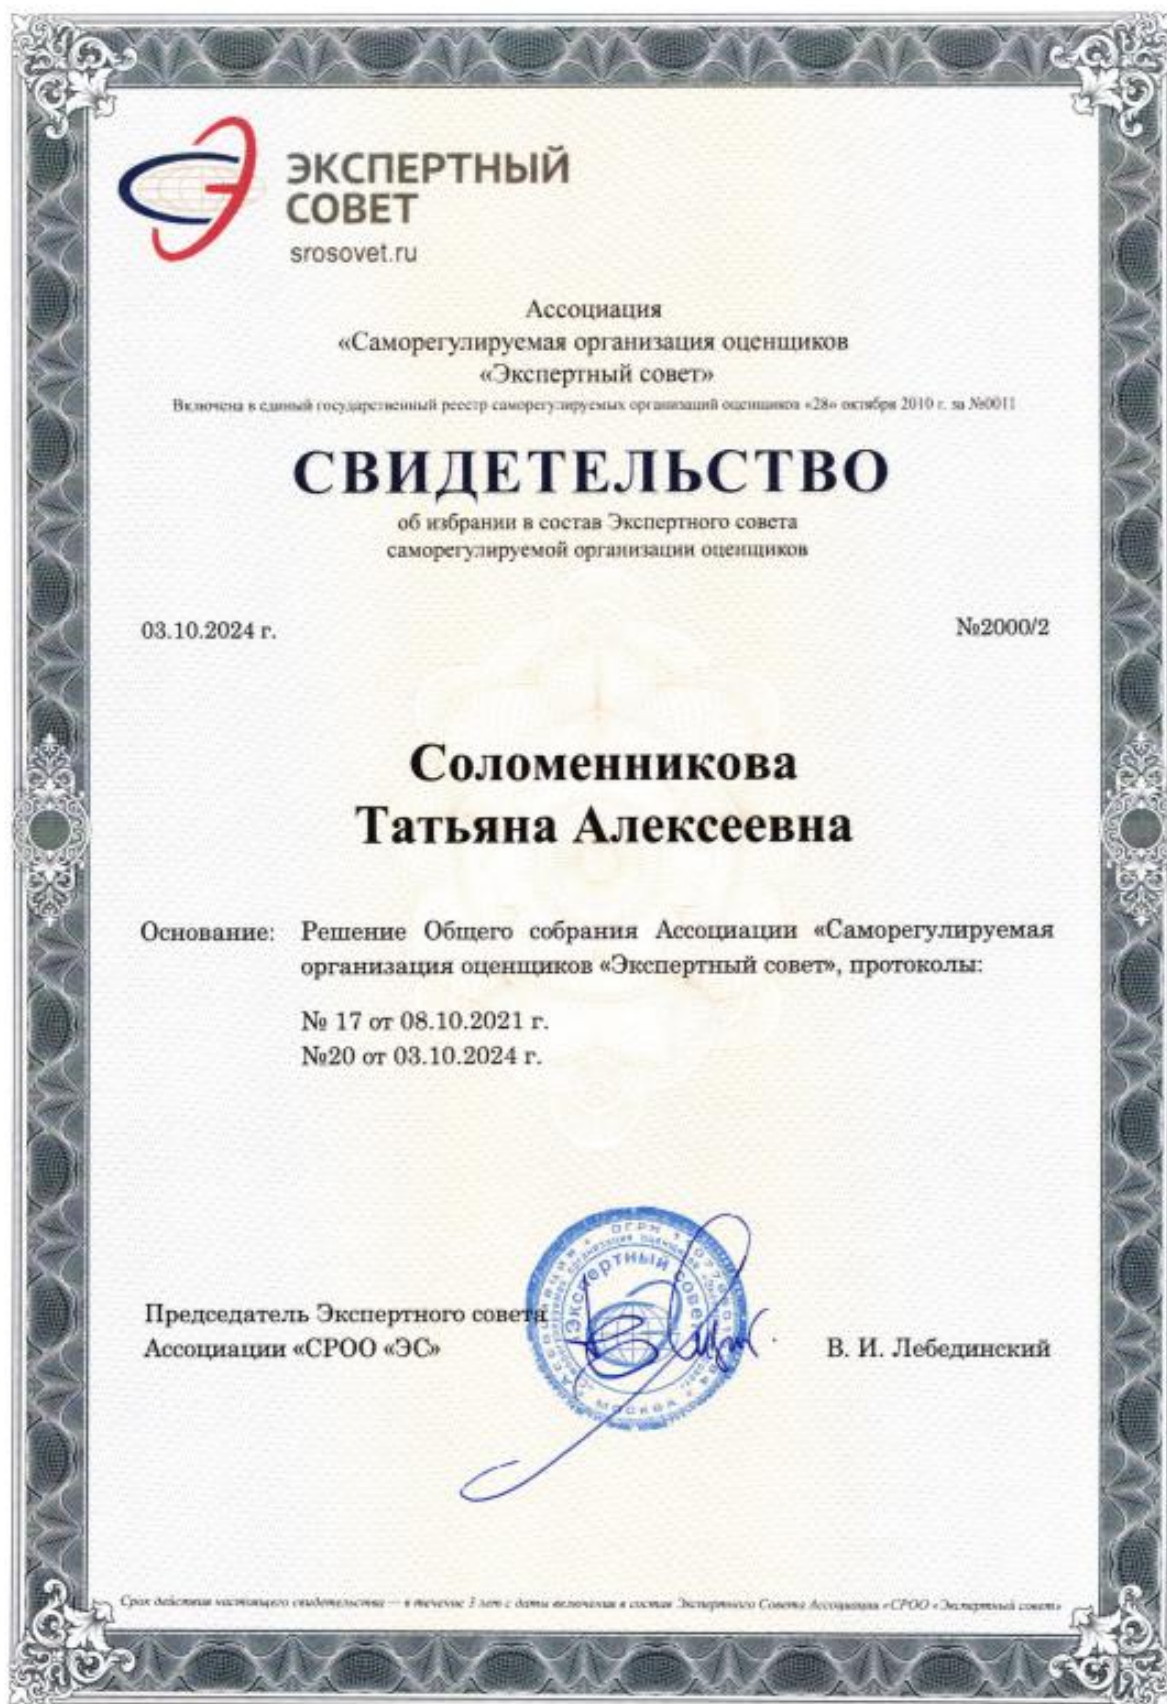 ЭКСПЕРТНЫЙ
СОВЕТ
srosovet.ru
Ассоциация
«Саморегулируемая организация оценщиков
«Экспертный совет»
Включена в единый государственный реестр саморегулируемых организаций оценщиков «28» октября 2010 г. за №0011
СВИДЕТЕЛЬСТВО
об избрании в состав Экспертного совета
саморегулируемой организации оценщиков
03.10.2024 г.
№2000/2
Соломенникова
Татьяна Алексеевна
Основание: Решение Общего собрания Ассоциации «Саморегулируемая
организация оценщиков «Экспертный совет», протоколы:
№ 17 от 08.10.2021 г.
№20 от 03.10.2024 г.
Председатель Экспертного совета
Ассоциации «СРОО «ЭС»
Экспертный совет
ОГРН
МОСКВА
В. И. Лебединский
Срок действия настоящего свидетельства — в течение 3 лет с даты включения в состав Экспертного Совета Ассоциации «СРОО «Экспертный совет»